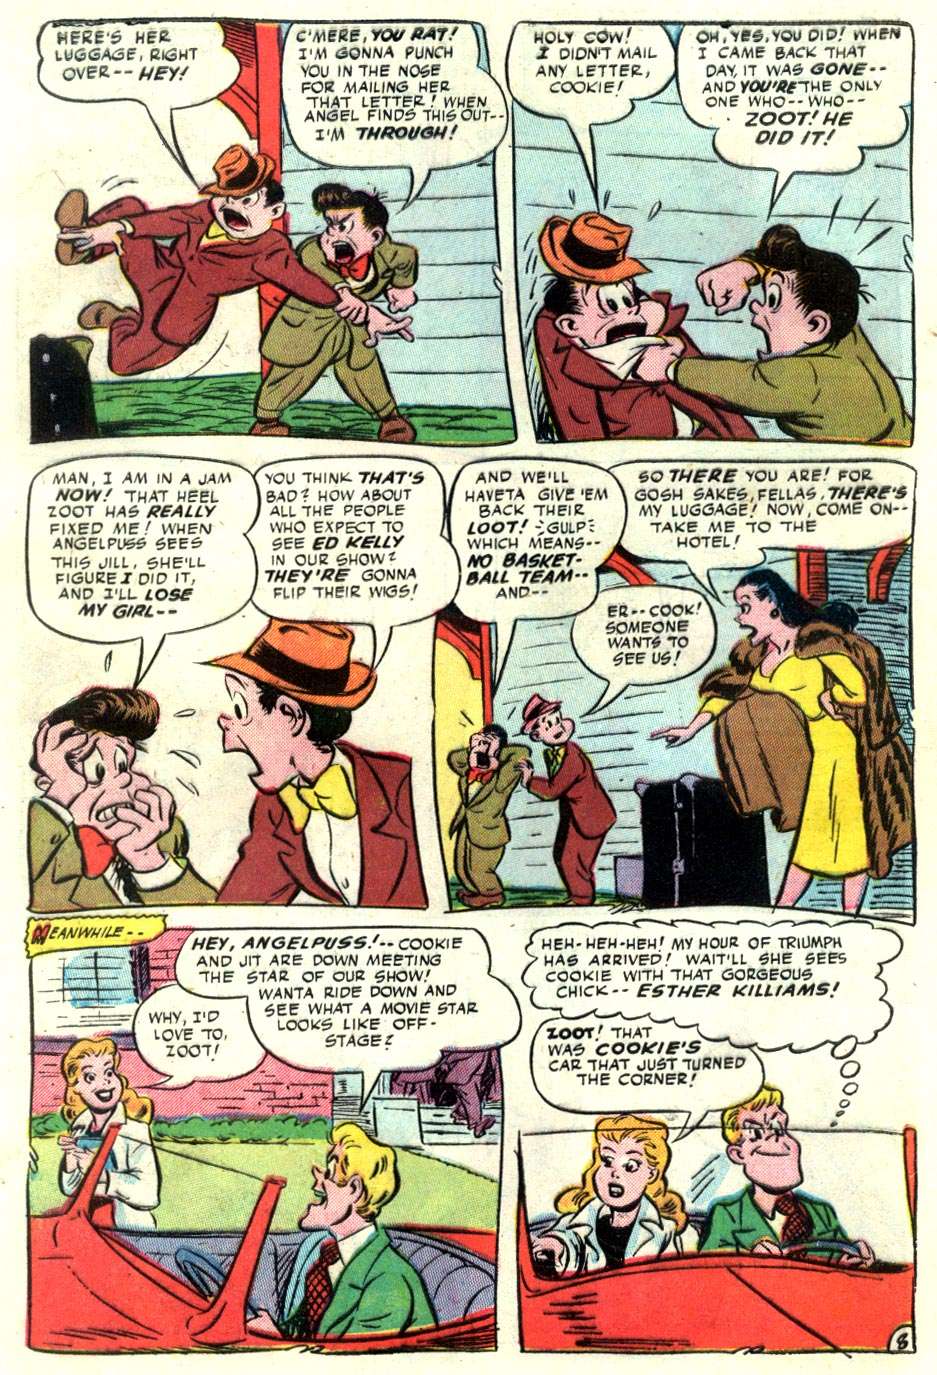 HERE'S HER
LUGGAGE, RIGHT
OVER-- HEY!
C'MERE, YOU RAT!
I'M GONNA PUNCH
YOU IN THE NOSE
FOR MAILING HER
THAT LETTER! WHEN
ANGEL FINDS THIS OUT--
I'M THROUGH!
HOLY COW!
I DIDN'T MAIL
ANY LETTER,
COOKIE!
OH, YES, YOU DID! WHEN
I CAME BACK THAT
DAY, IT WAS GONE--
AND YOU'RE THE ONLY
ONE WHO-- WHO--
ZOOT! HE
DID IT!
MAN, I AM IN A JAM
NOW! THAT HEEL
ZOOT HAS REALLY
FIXED ME! WHEN
ANGELPUSS SEES
THIS JILL, SHE'LL
FIGURE I DID IT,
AND I'LL LOSE
MY GIRL--
YOU THINK THAT'S
BAD? HOW ABOUT
ALL THE PEOPLE
WHO EXPECT TO
SEE ED KELLY
IN OUR SHOW?
THEY'RE GONNA
FLIP THEIR WIGS!
AND WE'LL
HAVETA GIVE 'EM
BACK THEIR
LOOT! -GULP-
WHICH MEANS--
NO BASKET-
BALL TEAM--
AND--
ER-- COOK!
SOMEONE
WANTS TO
SEE US!
SO THERE YOU ARE! FOR
GOSH SAKES, FELLAS, THERE'S
MY LUGGAGE! NOW, COME ON--
TAKE ME TO THE
HOTEL!
MEANWHILE--
HEY, ANGELPUSS!-- COOKIE
AND JIT ARE DOWN MEETING
THE STAR OF OUR SHOW!
WANTA RIDE DOWN AND
SEE WHAT A MOVIE STAR
LOOKS LIKE OFF-
STAGE?
WHY, I'D
LOVE TO,
ZOOT!
HEH-HEH-HEH! MY HOUR OF TRIUMPH
HAS ARRIVED! WAIT'LL SHE SEES
COOKIE WITH THAT GORGEOUS
CHICK-- ESTHER KILLIAMS!
ZOOT! THAT
WAS COOKIE'S
CAR THAT JUST TURNED
THE CORNER!
8